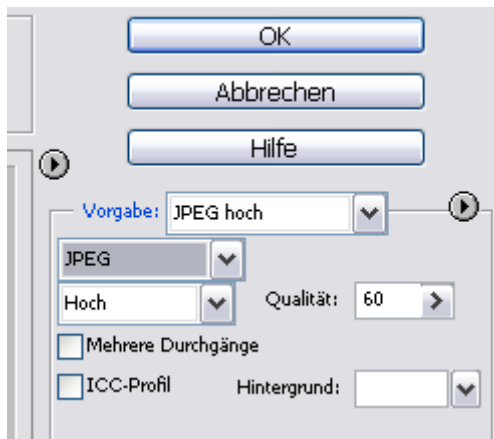 OK
Abbrechen
Hilfe
Vorgabe: JPEG hoch
JPEG
Hoch Qualität: 60
Mehrere Durchgänge
ICC-Profil Hintergrund: